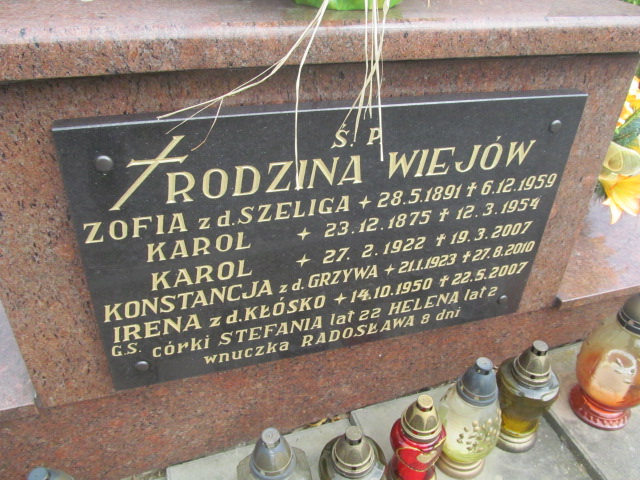 Ś. P.
RODZINA WIEJÓW
ZOFIA z d. SZELIGA ✦ 28.5.1891 ✝ 6.12.1959
KAROL ✦ 23.12.1875 ✝ 12.3.1954
KAROL ✦ 27.2.1922 ✝ 19.3.2007
KONSTANCJA z d. GRZYWA ✦ 21.1.1923 ✝ 27.8.2010
IRENA z d. KŁÓSKO ✦ 14.10.1950 ✝ 22.5.2007
G.S. córki STEFANIA lat 22 HELENA lat 2
wnuczka RADOSŁAWA 8 dni